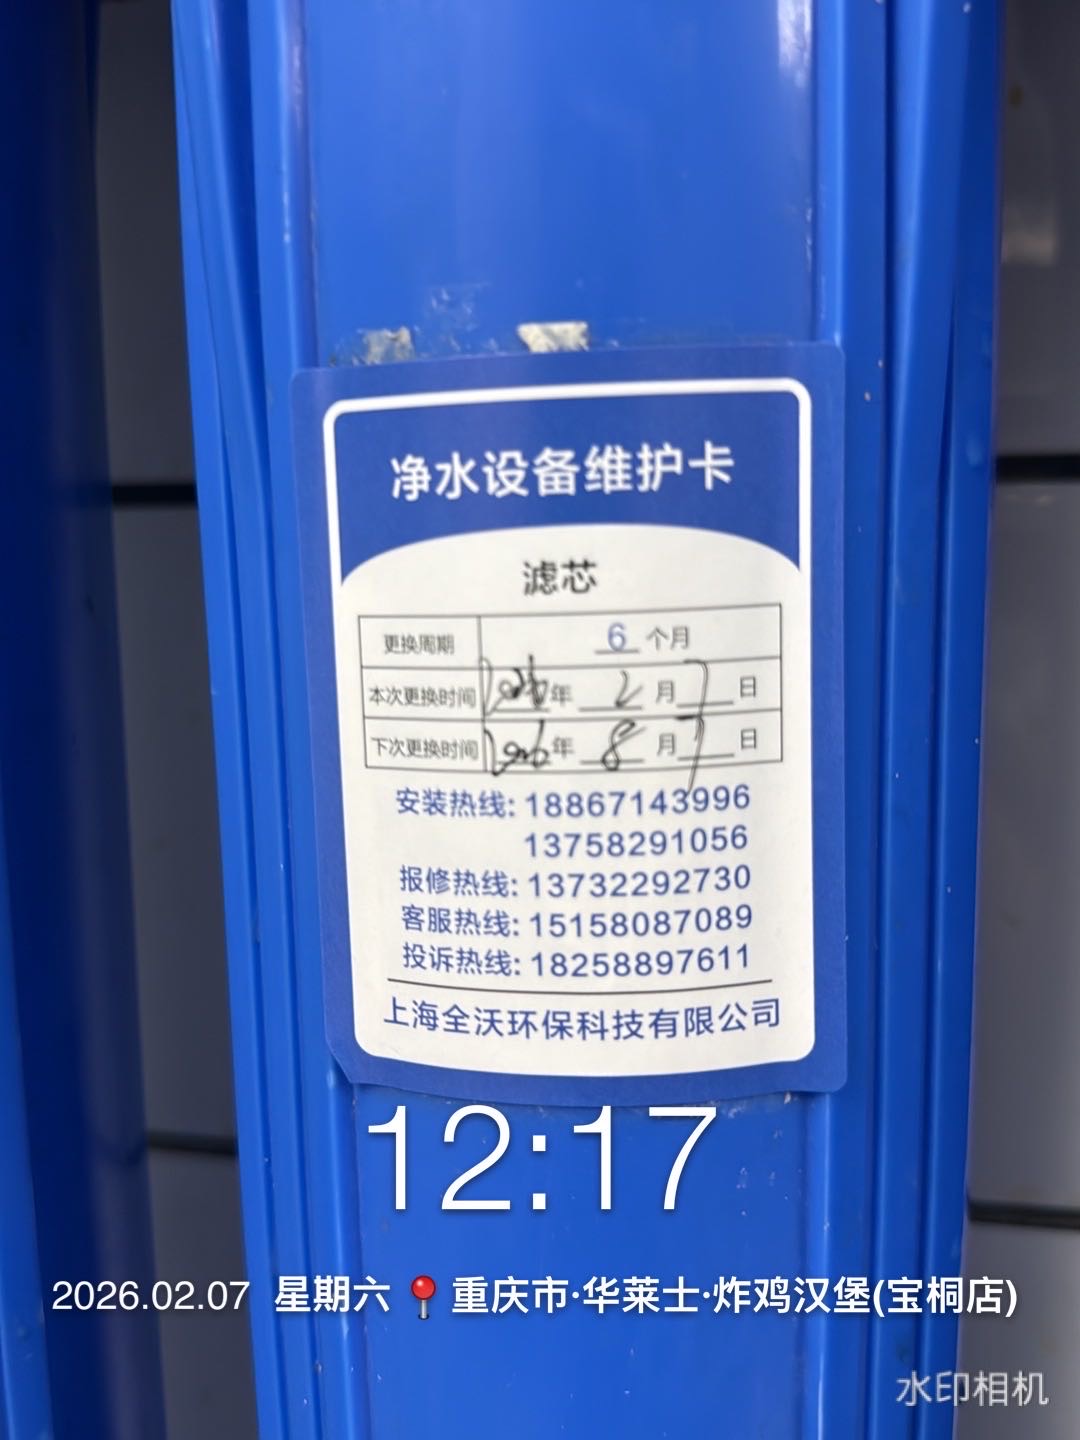 净水设备维护卡
滤芯
更换周期 6 个月
本次更换时间 2026年 2 月 7 日
下次更换时间 2026年 8 月 7 日
安装热线: 18867143996
13758291056
报修热线: 13732292730
客服热线: 15158087089
投诉热线: 18258897611
上海全沃环保科技有限公司
12:17
2026.02.07 星期六 📍重庆市·华莱士·炸鸡汉堡(宝桐店)
水印相机